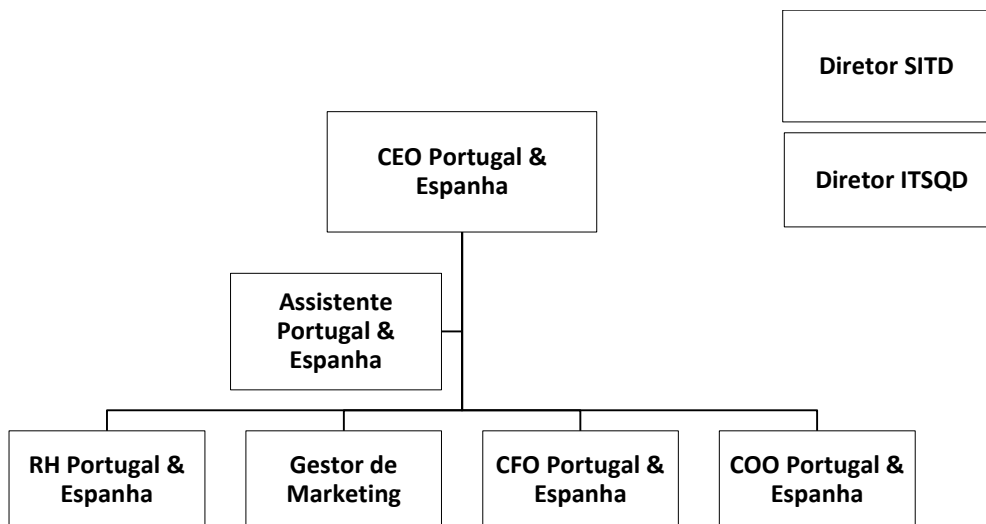 Diretor SITD
CEO Portugal &
Espanha
Diretor ITSQD
Assistente
Portugal &
Espanha
RH Portugal &
Espanha
Gestor de
Marketing
CFO Portugal &
Espanha
COO Portugal &
Espanha